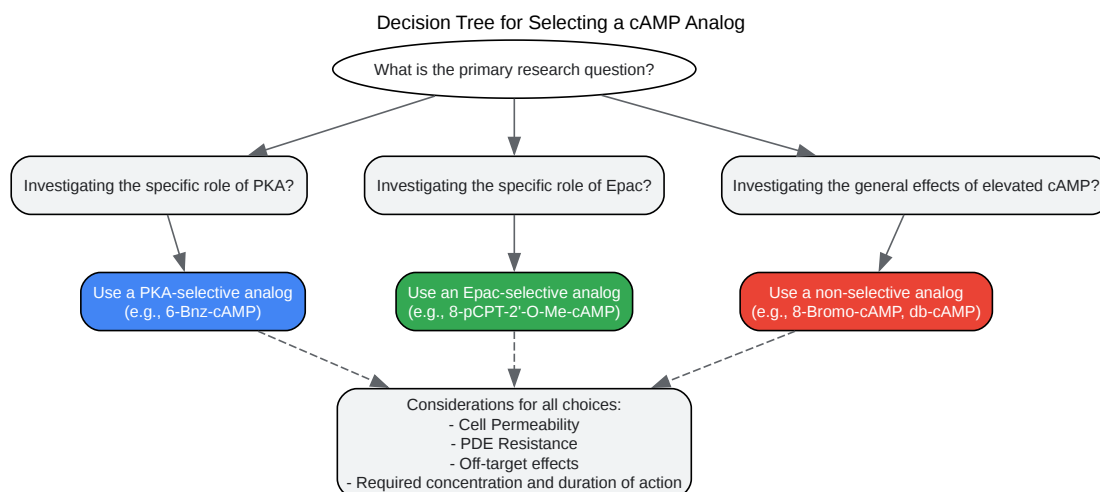 Decision Tree for Selecting a cAMP Analog
What is the primary research question?
Investigating the specific role of PKA?
Investigating the specific role of Epac?
Investigating the general effects of elevated cAMP?
Use a PKA-selective analog
(e.g., 6-Bnz-cAMP)
Use an Epac-selective analog
(e.g., 8-pCPT-2'-O-Me-cAMP)
Use a non-selective analog
(e.g., 8-Bromo-cAMP, db-cAMP)
Considerations for all choices:
- Cell Permeability
- PDE Resistance
- Off-target effects
- Required concentration and duration of action